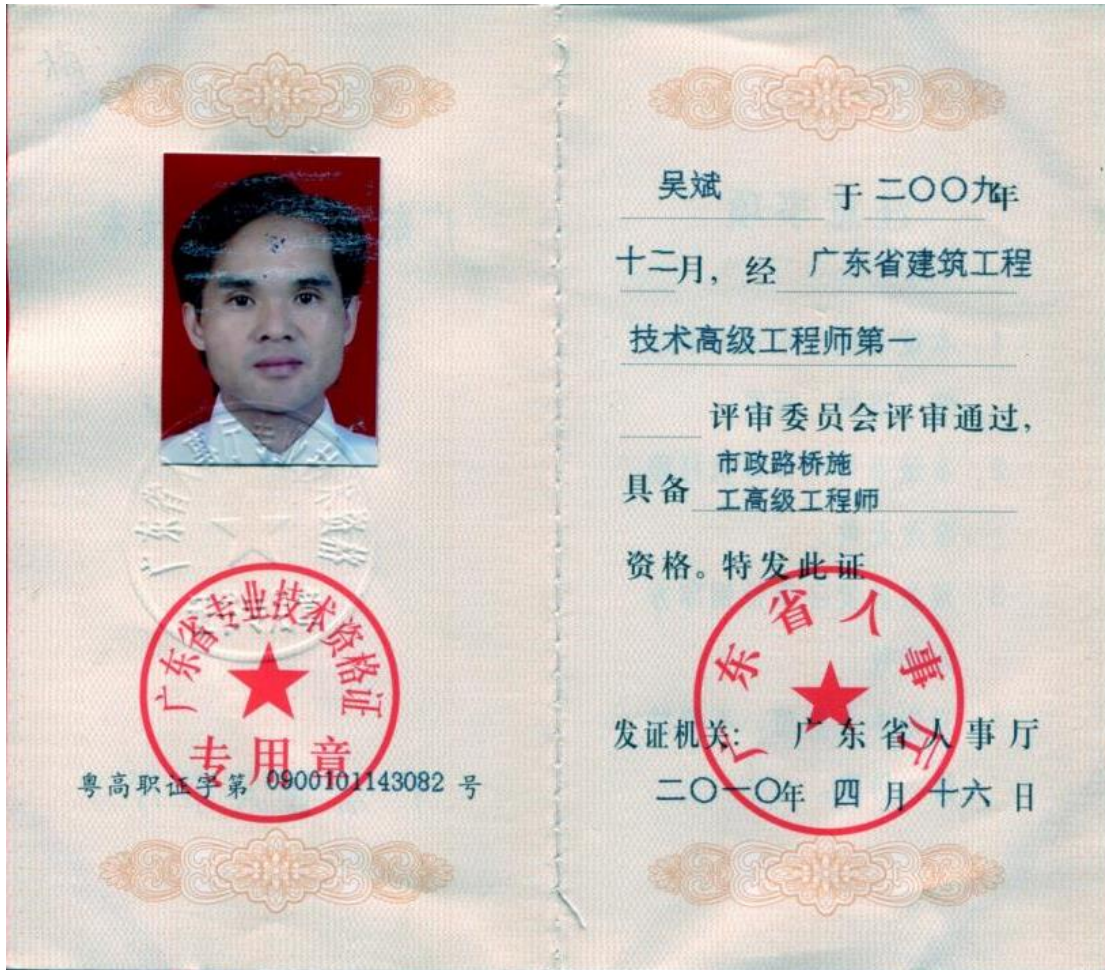 广东省专业技术资格证
专用章
粤高职证字第 0900101143082 号
吴斌 于 二〇〇九年
十二月，经 广东省建筑工程
技术高级工程师第一
评审委员会评审通过，
具备 市政路桥施
工高级工程师
资格。特发此证
广东省人事厅
发证机关： 广东省人事厅
二〇一〇年 四 月 十六 日